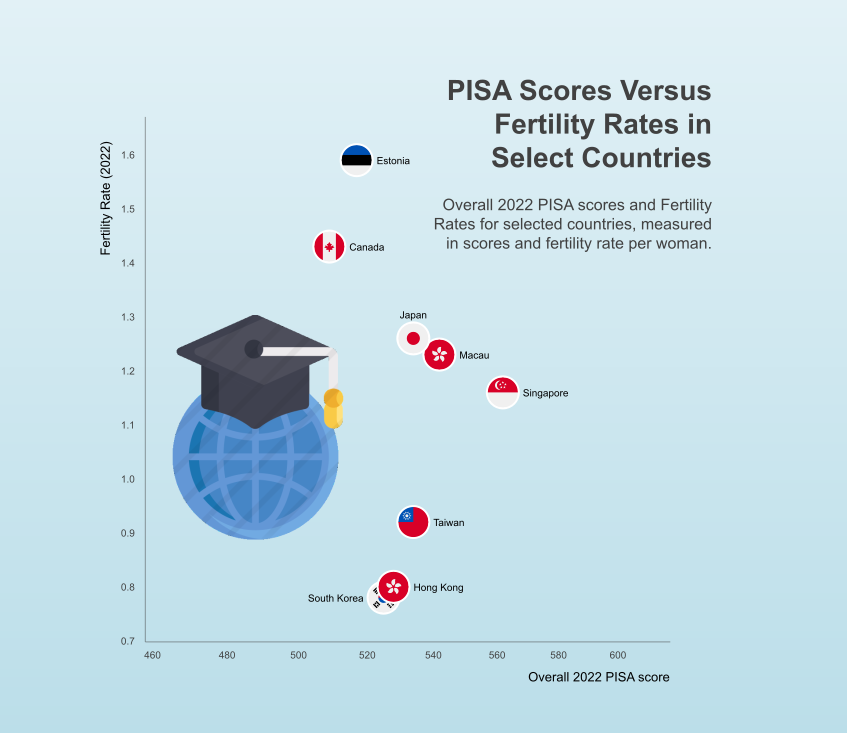 PISA Scores Versus
Fertility Rates in
Select Countries
Overall 2022 PISA scores and Fertility
Rates for selected countries, measured
in scores and fertility rate per woman.
Fertility Rate (2022)
1.6
1.5
1.4
1.3
1.2
1.1
1.0
0.9
0.8
0.7
Estonia
Canada
Japan
Macau
Singapore
Taiwan
Hong Kong
South Korea
460 480 500 520 540 560 580 600
Overall 2022 PISA score